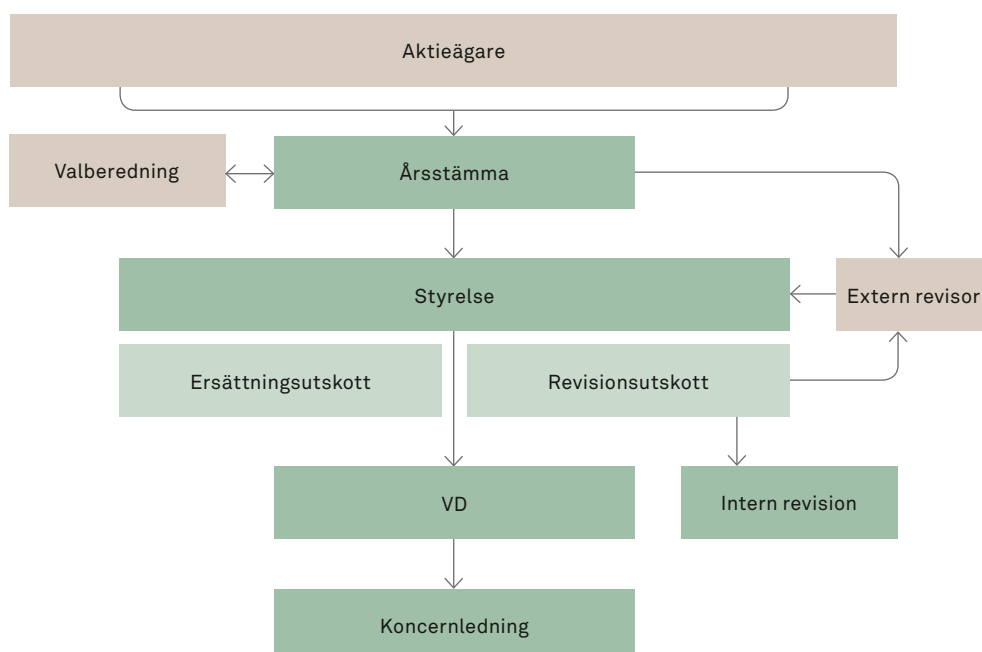 Aktieägare
Valberedning
Årsstämma
Styrelse
Extern revisor
Ersättningsutskott
Revisionsutskott
VD
Intern revision
Koncernledning